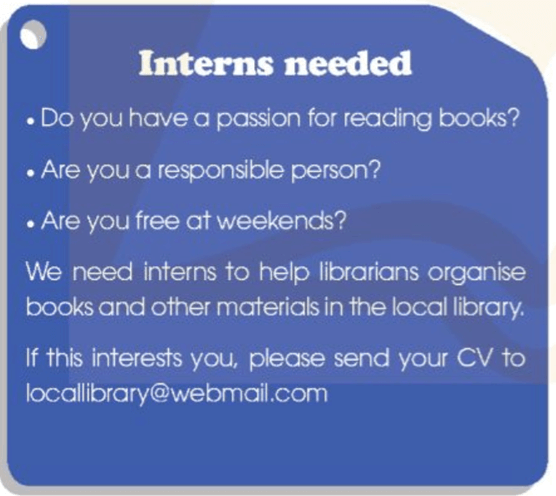 Interns needed
• Do you have a passion for reading books?
• Are you a responsible person?
• Are you free at weekends?
We need interns to help librarians organise
books and other materials in the local library.
If this interests you, please send your CV to
locallibrary@webmail.com